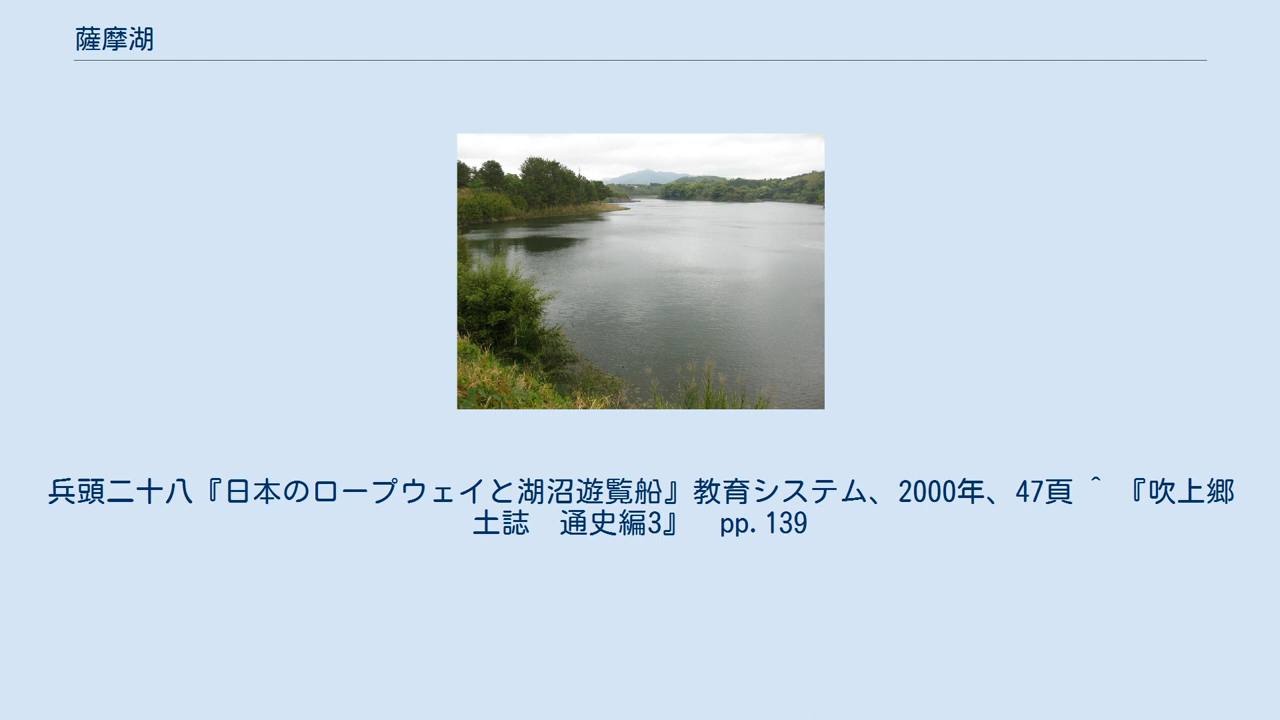 薩摩湖
兵頭二十八『日本のロープウェイと湖沼遊覧船』教育システム、2000年、47頁 ^ 『吹上郷
土誌　通史編3』　pp.139